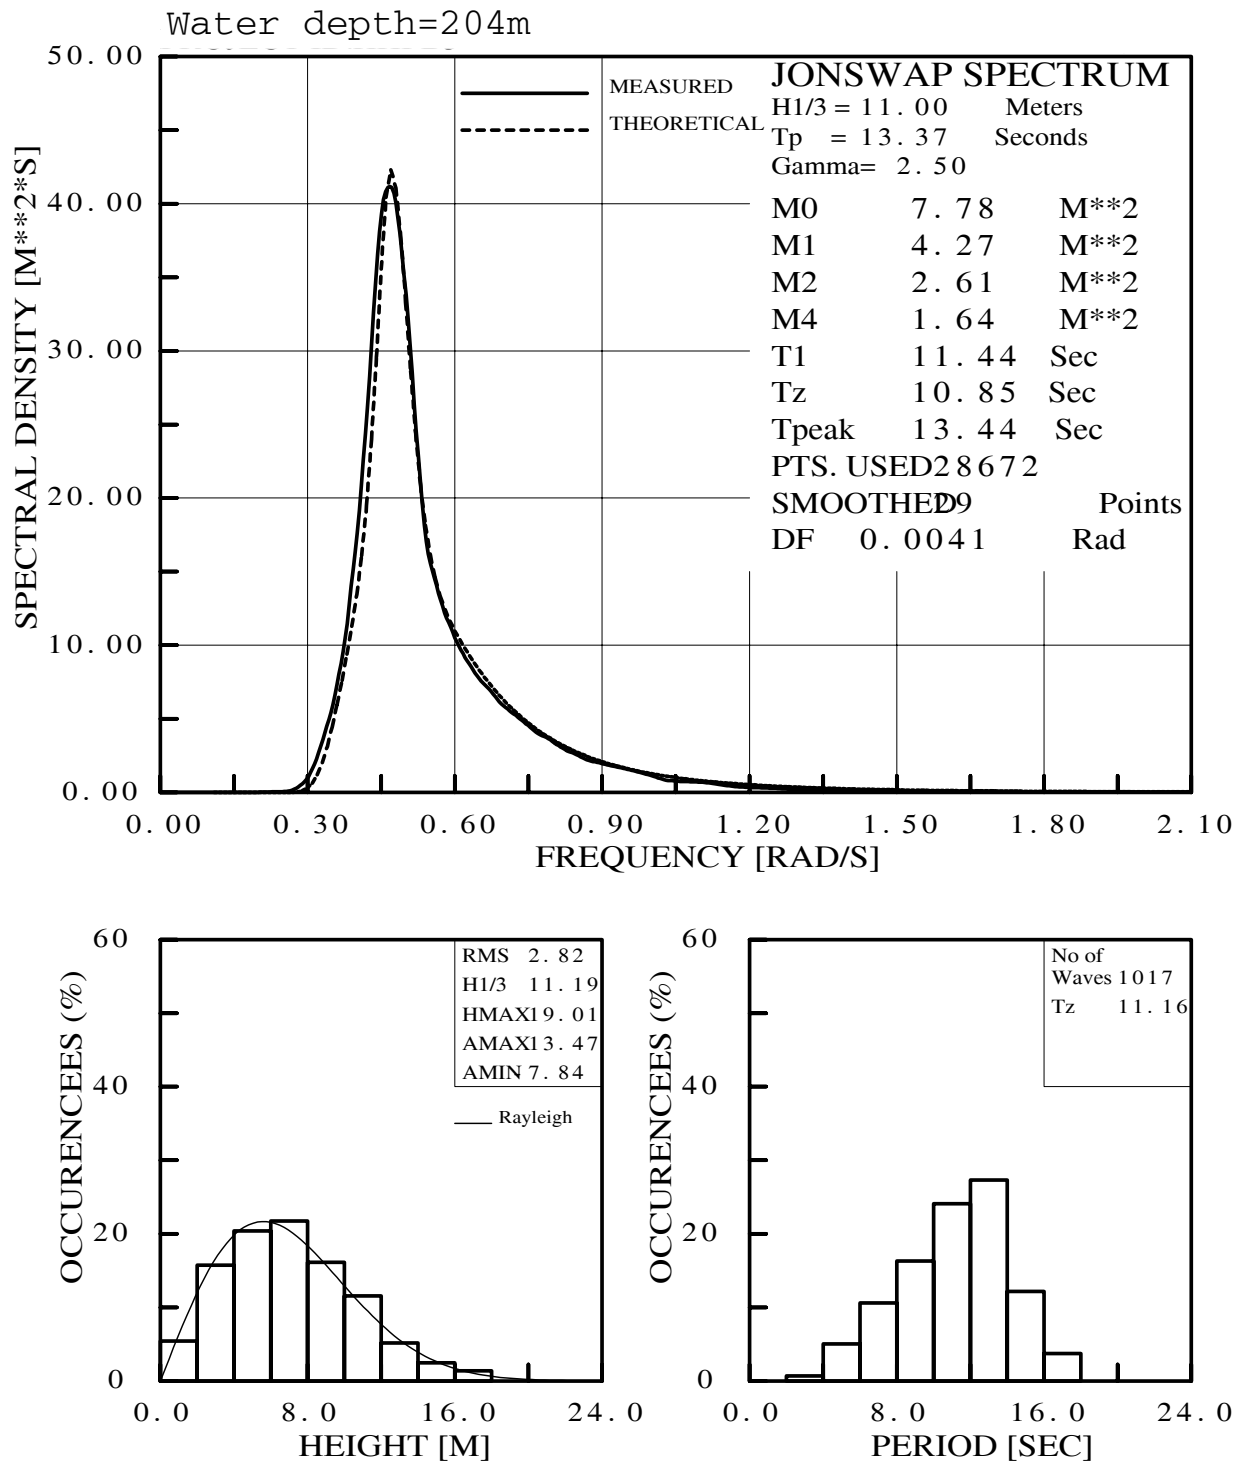 Water depth=204m
50.00
40.00
30.00
20.00
10.00
0.00
SPECTRAL DENSITY [M**2*S]
MEASURED
THEORETICAL
JONSWAP SPECTRUM
H1/3 = 11.00 Meters
Tp = 13.37 Seconds
Gamma= 2.50
M0 7.78 M**2
M1 4.27 M**2
M2 2.61 M**2
M4 1.64 M**2
T1 11.44 Sec
Tz 10.85 Sec
Tpeak 13.44 Sec
PTS. USED28672
SMOOTHED29 Points
DF 0.0041 Rad
0.00 0.30 0.60 0.90 1.20 1.50 1.80 2.10
FREQUENCY [RAD/S]
60
40
20
0
OCCURENCEES (%)
RMS 2.82
H1/3 11.19
HMAX19.01
AMAX13.47
AMIN 7.84
Rayleigh
0.0 8.0 16.0 24.0
HEIGHT [M]
60
40
20
0
OCCURENCEES (%)
No of
Waves 1017
Tz 11.16
0.0 8.0 16.0 24.0
PERIOD [SEC]